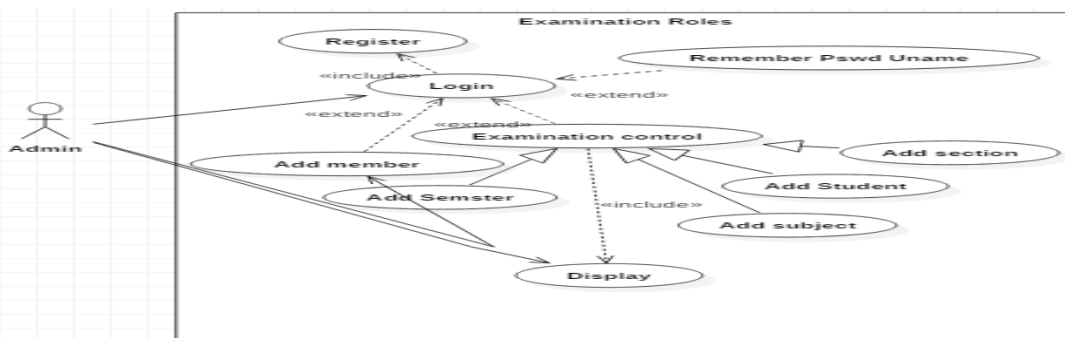 Examination Roles
Register
Remember Pswd Uname
«include»
Login
«extend»
«extend»
«extend»
Examination control
Admin
Add section
Add member
Add Student
Add Semster
«include»
Add subject
Display